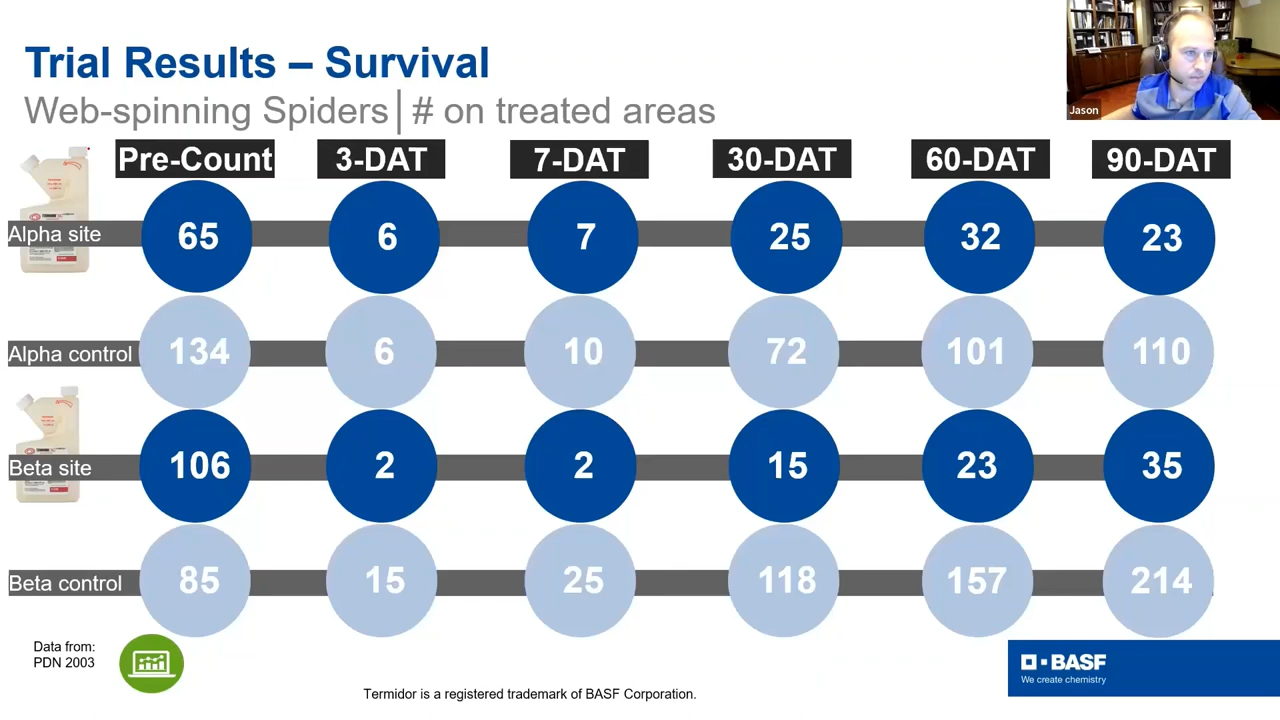 Trial Results – Survival
Web-spinning Spiders│# on treated areas
Jason
Pre-Count 3-DAT 7-DAT 30-DAT 60-DAT 90-DAT
Alpha site 65 6 7 25 32 23
Alpha control 134 6 10 72 101 110
Beta site 106 2 2 15 23 35
Beta control 85 15 25 118 157 214
Data from:
PDN 2003
Termidor is a registered trademark of BASF Corporation.
BASF
We create chemistry